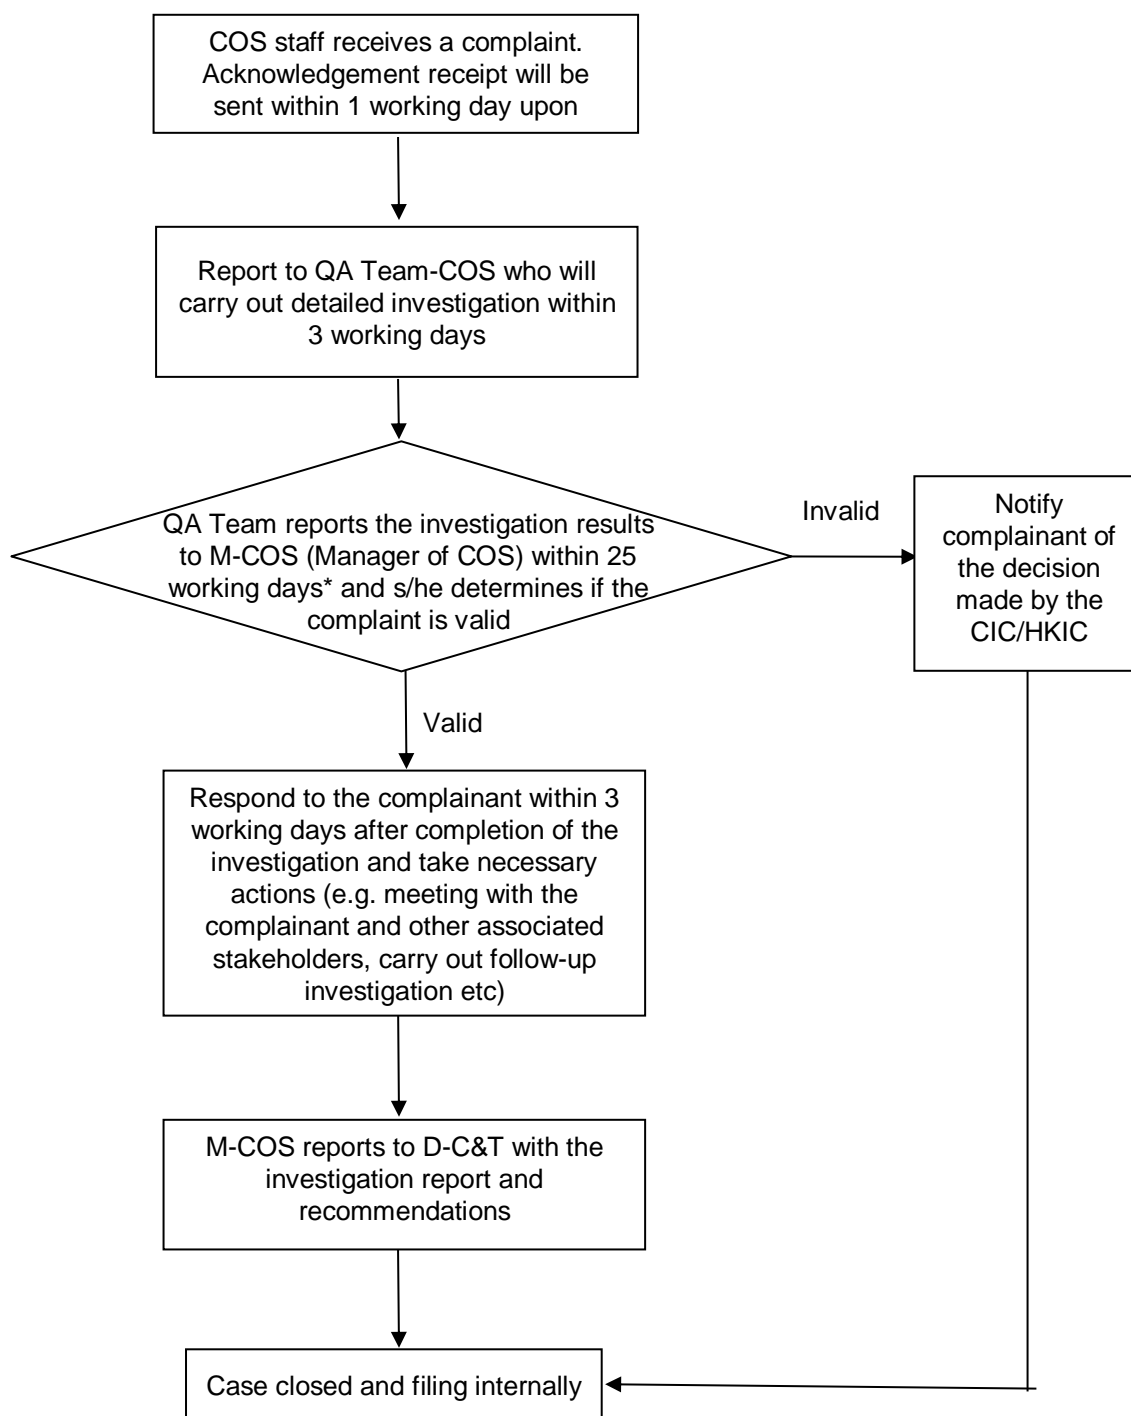 COS staff receives a complaint.
Acknowledgement receipt will be
sent within 1 working day upon
Report to QA Team-COS who will
carry out detailed investigation within
3 working days
QA Team reports the investigation results
to M-COS (Manager of COS) within 25
working days* and s/he determines if the
complaint is valid
Invalid
Notify
complainant of
the decision
made by the
CIC/HKIC
Valid
Respond to the complainant within 3
working days after completion of the
investigation and take necessary
actions (e.g. meeting with the
complainant and other associated
stakeholders, carry out follow-up
investigation etc)
M-COS reports to D-C&T with the
investigation report and
recommendations
Case closed and filing internally